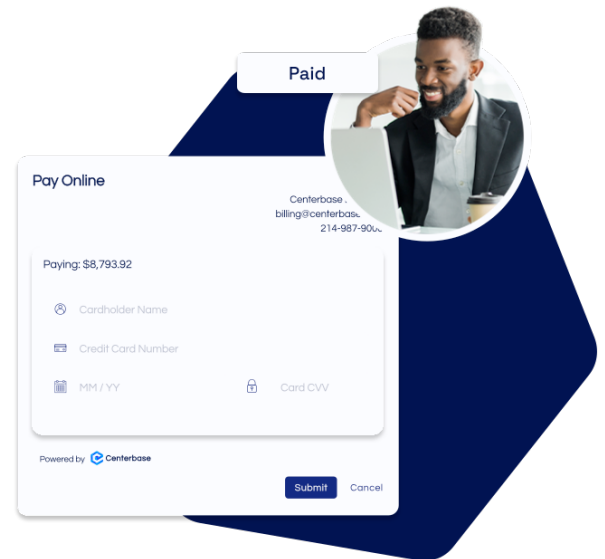 Paid
Pay Online
Centerbase
billing@centerbase
214-987-900
Paying: $8,793.92
Cardholder Name
Credit Card Number
MM / YY
Card CVV
Powered by Centerbase
Submit Cancel